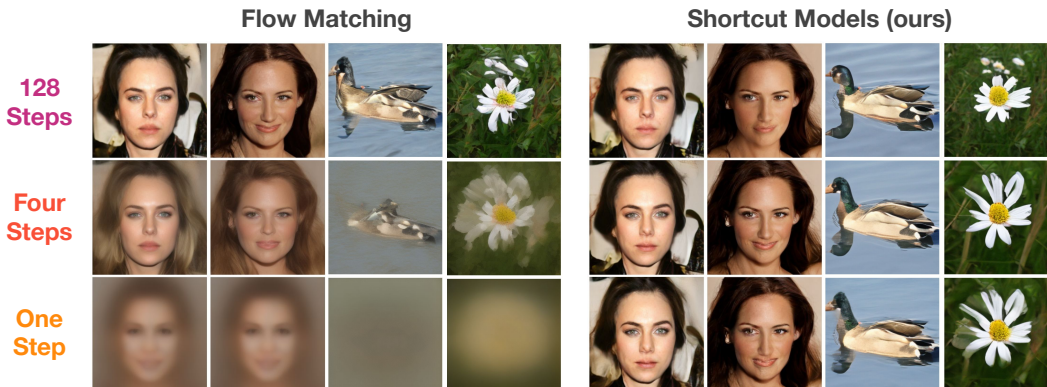 Flow Matching
Shortcut Models (ours)
128
Steps
Four
Steps
One
Step